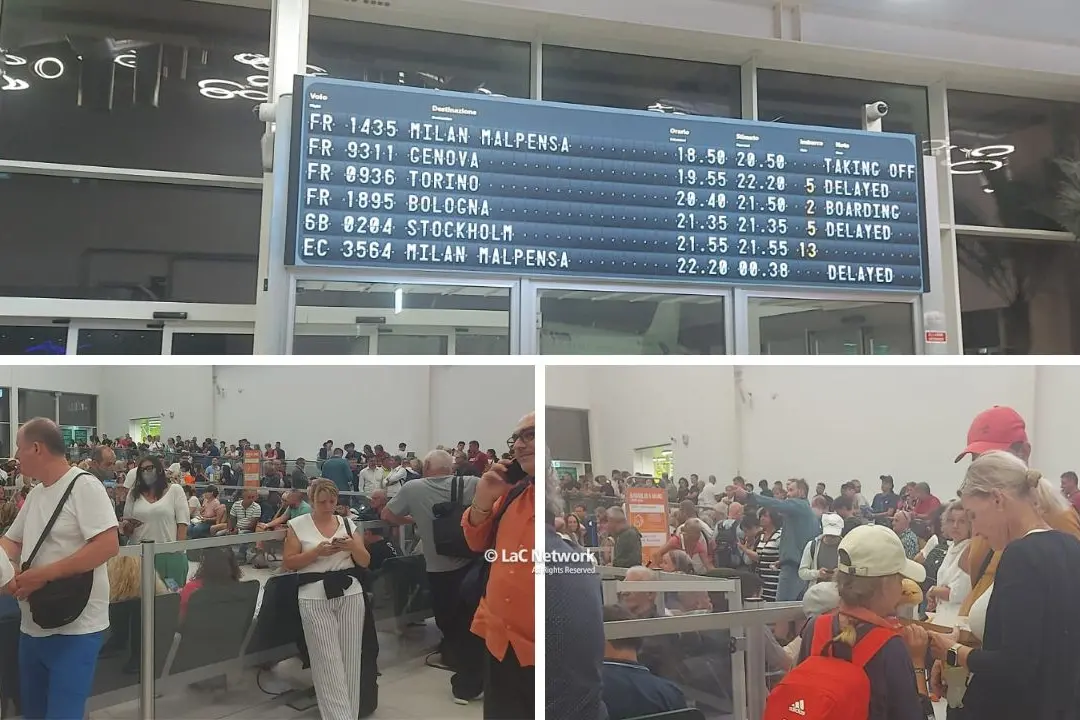 Volo Destinazione Orario Stimato Imbarco Note
FR 1435 MILAN MALPENSA 18.50 20.50 TAKING OFF
FR 9311 GENOVA 19.55 22.20 5 DELAYED
FR 0936 TORINO 20.40 21.50 2 BOARDING
FR 1895 BOLOGNA 21.35 21.35 5 DELAYED
6B 0204 STOCKHOLM 21.55 21.55 13
EC 3564 MILAN MALPENSA 22.20 00.38 DELAYED
© LaC Network
All Rights Reserved
adidas